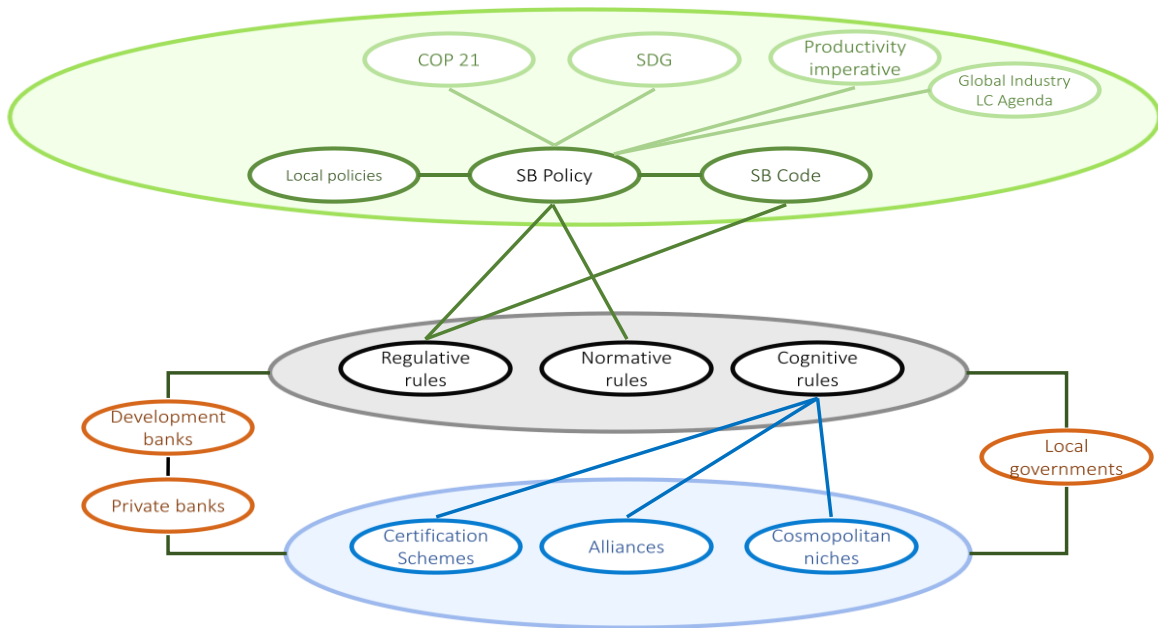 COP 21
SDG
Productivity
imperative
Global Industry
LC Agenda
Local policies
SB Policy
SB Code
Regulative
rules
Normative
rules
Cognitive
rules
Development
banks
Local
governments
Private banks
Certification
Schemes
Alliances
Cosmopolitan
niches